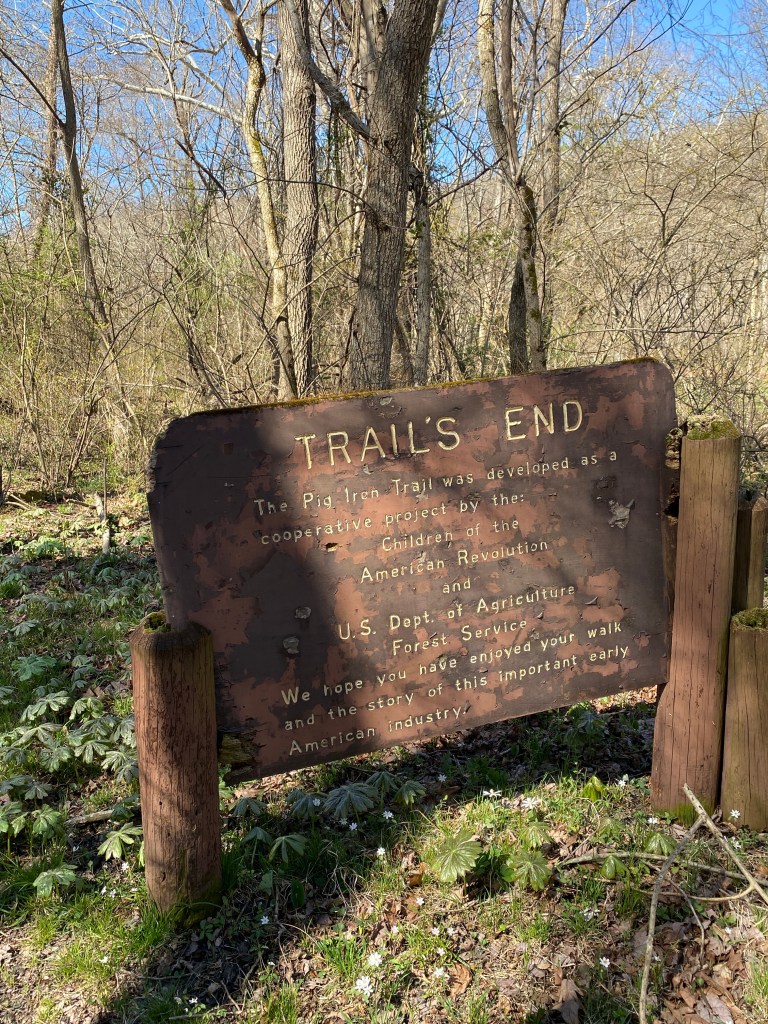 TRAIL'S END
The Pig Iron Trail was developed as a
cooperative project by the:
Children of the
American Revolution
and
U.S. Dept. of Agriculture
Forest Service
We hope you have enjoyed your walk
and the story of this important early
American industry.